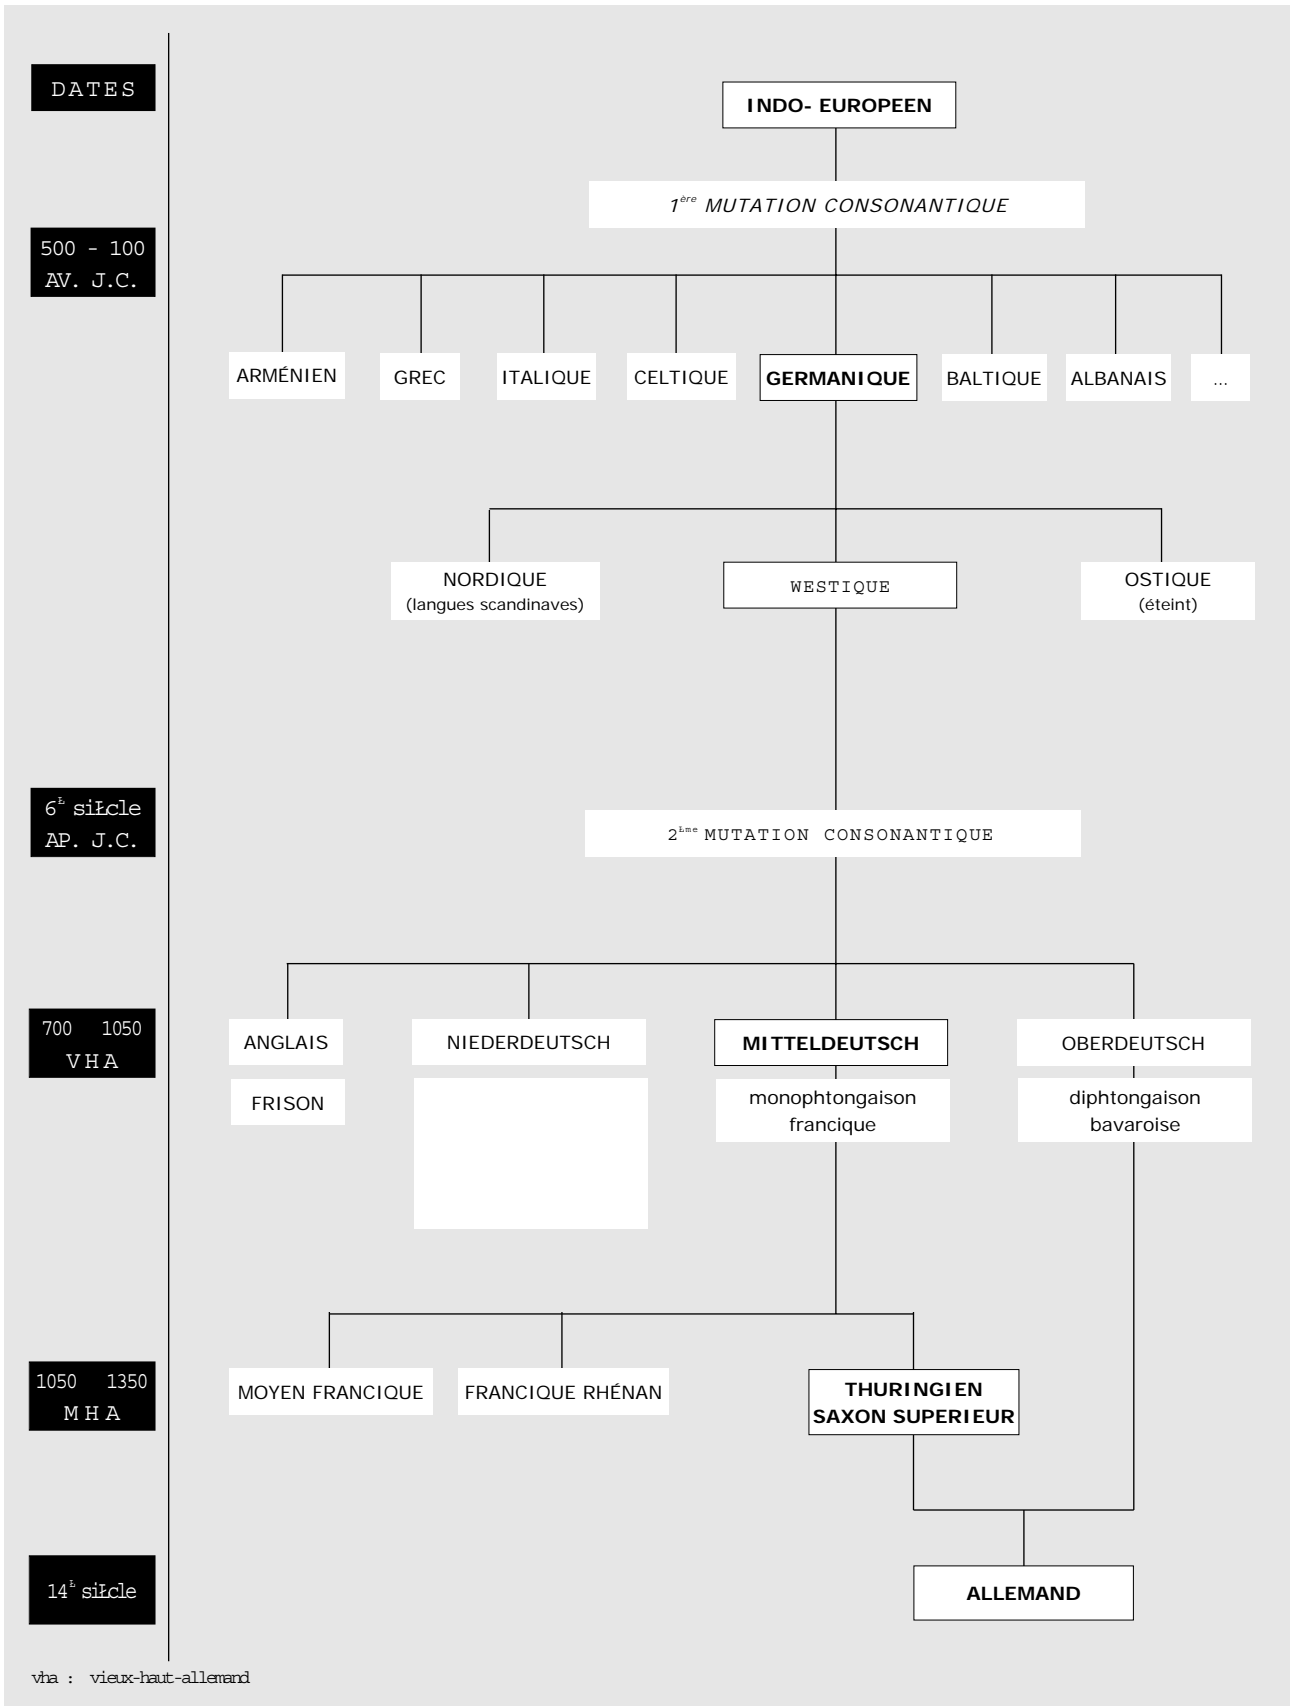 DATES
INDO- EUROPEEN
1ère MUTATION CONSONANTIQUE
500 - 100
AV. J.C.
ARMÉNIEN
GREC
ITALIQUE
CELTIQUE
GERMANIQUE
BALTIQUE
ALBANAIS
...
NORDIQUE
(langues scandinaves)
WESTIQUE
OSTIQUE
(éteint)
6Ł siŁcle
AP. J.C.
2Łme MUTATION CONSONANTIQUE
700 1050
VHA
ANGLAIS
NIEDERDEUTSCH
MITTELDEUTSCH
OBERDEUTSCH
FRISON
monophtongaison
francique
diphtongaison
bavaroise
1050 1350
MHA
MOYEN FRANCIQUE
FRANCIQUE RHÉNAN
THURINGIEN
SAXON SUPERIEUR
14Ł siŁcle
ALLEMAND
vha : vieux-haut-allemand